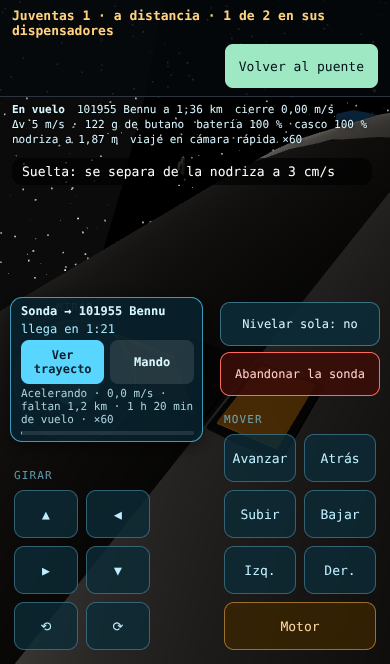 Juventas 1 · a distancia · 1 de 2 en sus
dispensadores
Volver al puente
En vuelo 101955 Bennu a 1,36 km cierre 0,00 m/s
Δv 5 m/s · 122 g de butano batería 100 % · casco 100 %
nodriza a 1,87 m viaje en cámara rápida ×60
Suelta: se separa de la nodriza a 3 cm/s
Sonda → 101955 Bennu
llega en 1:21
Ver
trayecto
Mando
Acelerando · 0,0 m/s ·
faltan 1,2 km · 1 h 20 min
de vuelo · ×60
Nivelar sola: no
Abandonar la sonda
MOVER
Avanzar
Atrás
Subir
Bajar
Izq.
Der.
Motor
GIRAR
▲
◀
▶
▼
⟲
⟳